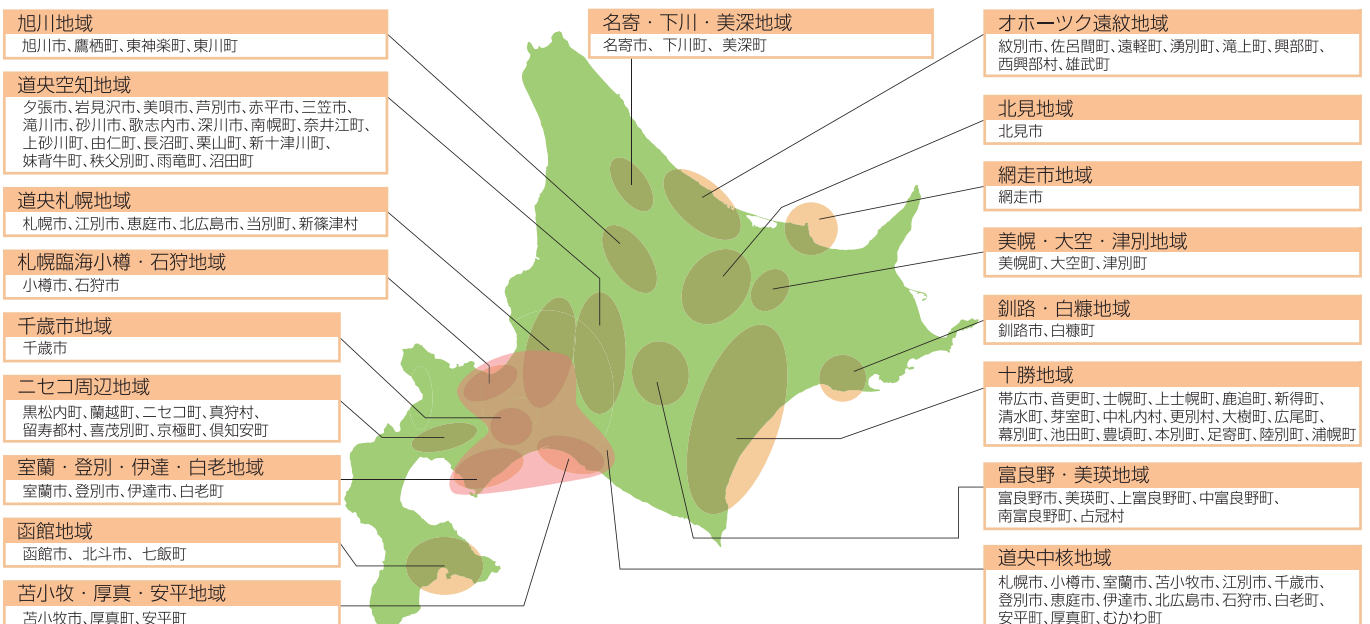 旭川地域
旭川市、鷹栖町、東神楽町、東川町
道央空知地域
夕張市、岩見沢市、美唄市、芦別市、赤平市、三笠市、
滝川市、砂川市、歌志内市、深川市、南幌町、奈井江町、
上砂川町、由仁町、長沼町、栗山町、新十津川町、
妹背牛町、秩父別町、雨竜町、沼田町
道央札幌地域
札幌市、江別市、恵庭市、北広島市、当別町、新篠津村
札幌臨海小樽・石狩地域
小樽市、石狩市
千歳市地域
千歳市
ニセコ周辺地域
黒松内町、蘭越町、ニセコ町、真狩村、
留寿都村、喜茂別町、京極町、倶知安町
室蘭・登別・伊達・白老地域
室蘭市、登別市、伊達市、白老町
函館地域
函館市、北斗市、七飯町
苫小牧・厚真・安平地域
苫小牧市、厚真町、安平町
名寄・下川・美深地域
名寄市、下川町、美深町
オホーツク遠紋地域
紋別市、佐呂間町、遠軽町、湧別町、滝上町、興部町、
西興部村、雄武町
北見地域
北見市
網走市地域
網走市
美幌・大空・津別地域
美幌町、大空町、津別町
釧路・白糠地域
釧路市、白糠町
十勝地域
帯広市、音更町、士幌町、上士幌町、鹿追町、新得町、
清水町、芽室町、中札内村、更別村、大樹町、広尾町、
幕別町、池田町、豊頃町、本別町、足寄町、陸別町、浦幌町
富良野・美瑛地域
富良野市、美瑛町、上富良野町、中富良野町、
南富良野町、占冠村
道央中核地域
札幌市、小樽市、室蘭市、苫小牧市、江別市、千歳市、
登別市、恵庭市、伊達市、北広島市、石狩市、白老町、
安平町、厚真町、むかわ町